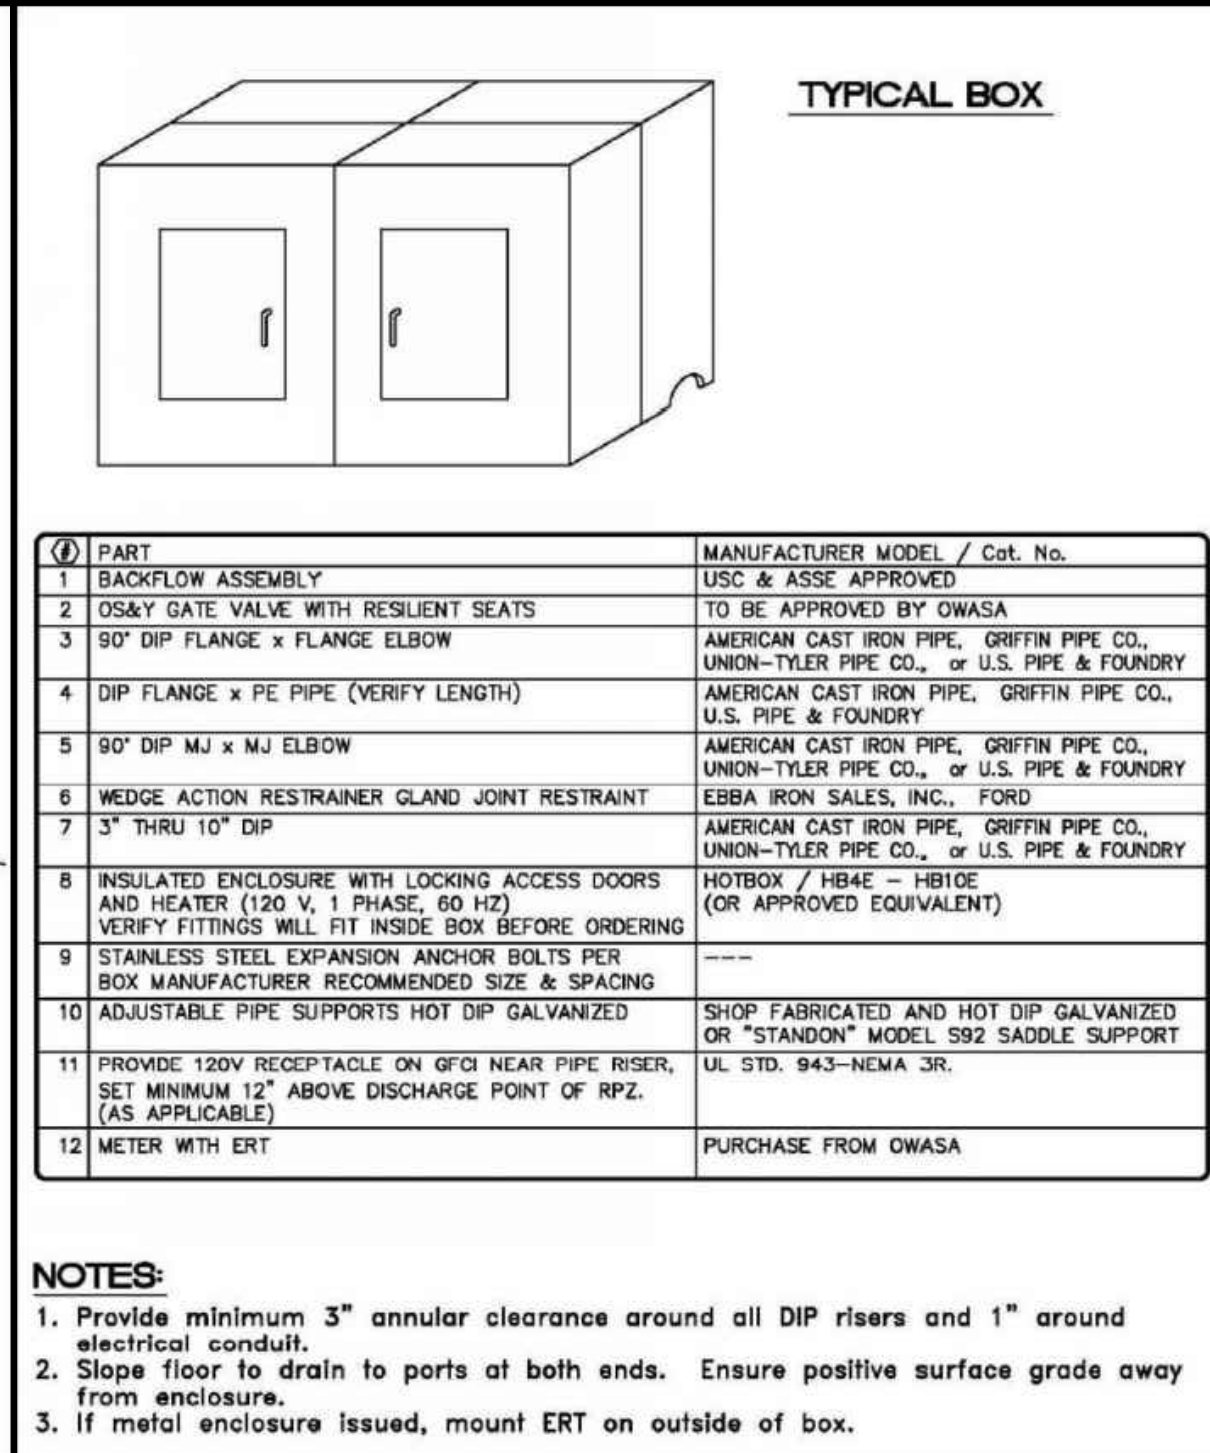 TYPICAL BOX
# PART MANUFACTURER MODEL / Cat. No.
1 BACKFLOW ASSEMBLY USC & ASSE APPROVED
2 OS&Y GATE VALVE WITH RESILIENT SEATS TO BE APPROVED BY OWASA
3 90° DIP FLANGE x FLANGE ELBOW AMERICAN CAST IRON PIPE, GRIFFIN PIPE CO.,
UNION-TYLER PIPE CO., or U.S. PIPE & FOUNDRY
4 DIP FLANGE x PE PIPE (VERIFY LENGTH) AMERICAN CAST IRON PIPE, GRIFFIN PIPE CO.,
U.S. PIPE & FOUNDRY
5 90° DIP MJ x MJ ELBOW AMERICAN CAST IRON PIPE, GRIFFIN PIPE CO.,
UNION-TYLER PIPE CO., or U.S. PIPE & FOUNDRY
6 WEDGE ACTION RESTRAINER GLAND JOINT RESTRAINT EBBA IRON SALES, INC., FORD
7 3" THRU 10" DIP AMERICAN CAST IRON PIPE, GRIFFIN PIPE CO.,
UNION-TYLER PIPE CO., or U.S. PIPE & FOUNDRY
8 INSULATED ENCLOSURE WITH LOCKING ACCESS DOORS HOTBOX / HB4E - HB10E
AND HEATER (120 V, 1 PHASE, 60 HZ) (OR APPROVED EQUIVALENT)
VERIFY FITTINGS WILL FIT INSIDE BOX BEFORE ORDERING
9 STAINLESS STEEL EXPANSION ANCHOR BOLTS PER ---
BOX MANUFACTURER RECOMMENDED SIZE & SPACING
10 ADJUSTABLE PIPE SUPPORTS HOT DIP GALVANIZED SHOP FABRICATED AND HOT DIP GALVANIZED
OR "STANDON" MODEL S92 SADDLE SUPPORT
11 PROVIDE 120V RECEPTACLE ON GFCI NEAR PIPE RISER, UL STD. 943-NEMA 3R.
SET MINIMUM 12" ABOVE DISCHARGE POINT OF RPZ.
(AS APPLICABLE)
12 METER WITH ERT PURCHASE FROM OWASA
NOTES:
1. Provide minimum 3" annular clearance around all DIP risers and 1" around
electrical conduit.
2. Slope floor to drain to ports at both ends. Ensure positive surface grade away
from enclosure.
3. If metal enclosure issued, mount ERT on outside of box.